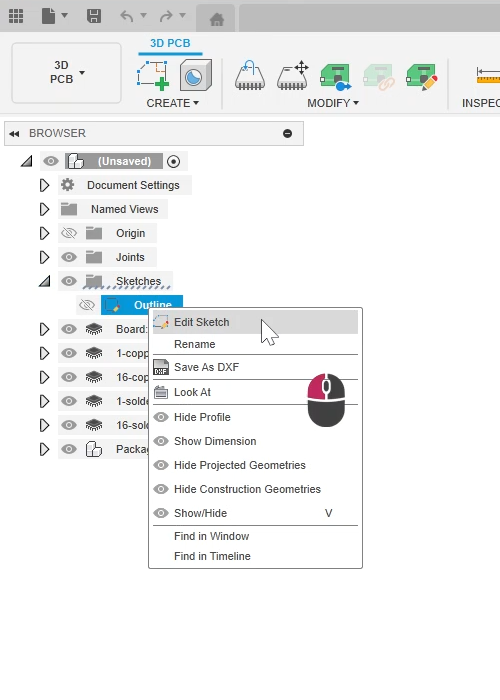 3D PCB
3D
PCB
CREATE
MODIFY
INSPEC
BROWSER
(Unsaved)
Document Settings
Named Views
Origin
Joints
Sketches
Outline
Board:
1-copp
16-cop
1-solde
16-sold
Packag
Edit Sketch
Rename
DXF
Save As DXF
Look At
Hide Profile
Show Dimension
Hide Projected Geometries
Hide Construction Geometries
Show/Hide V
Find in Window
Find in Timeline